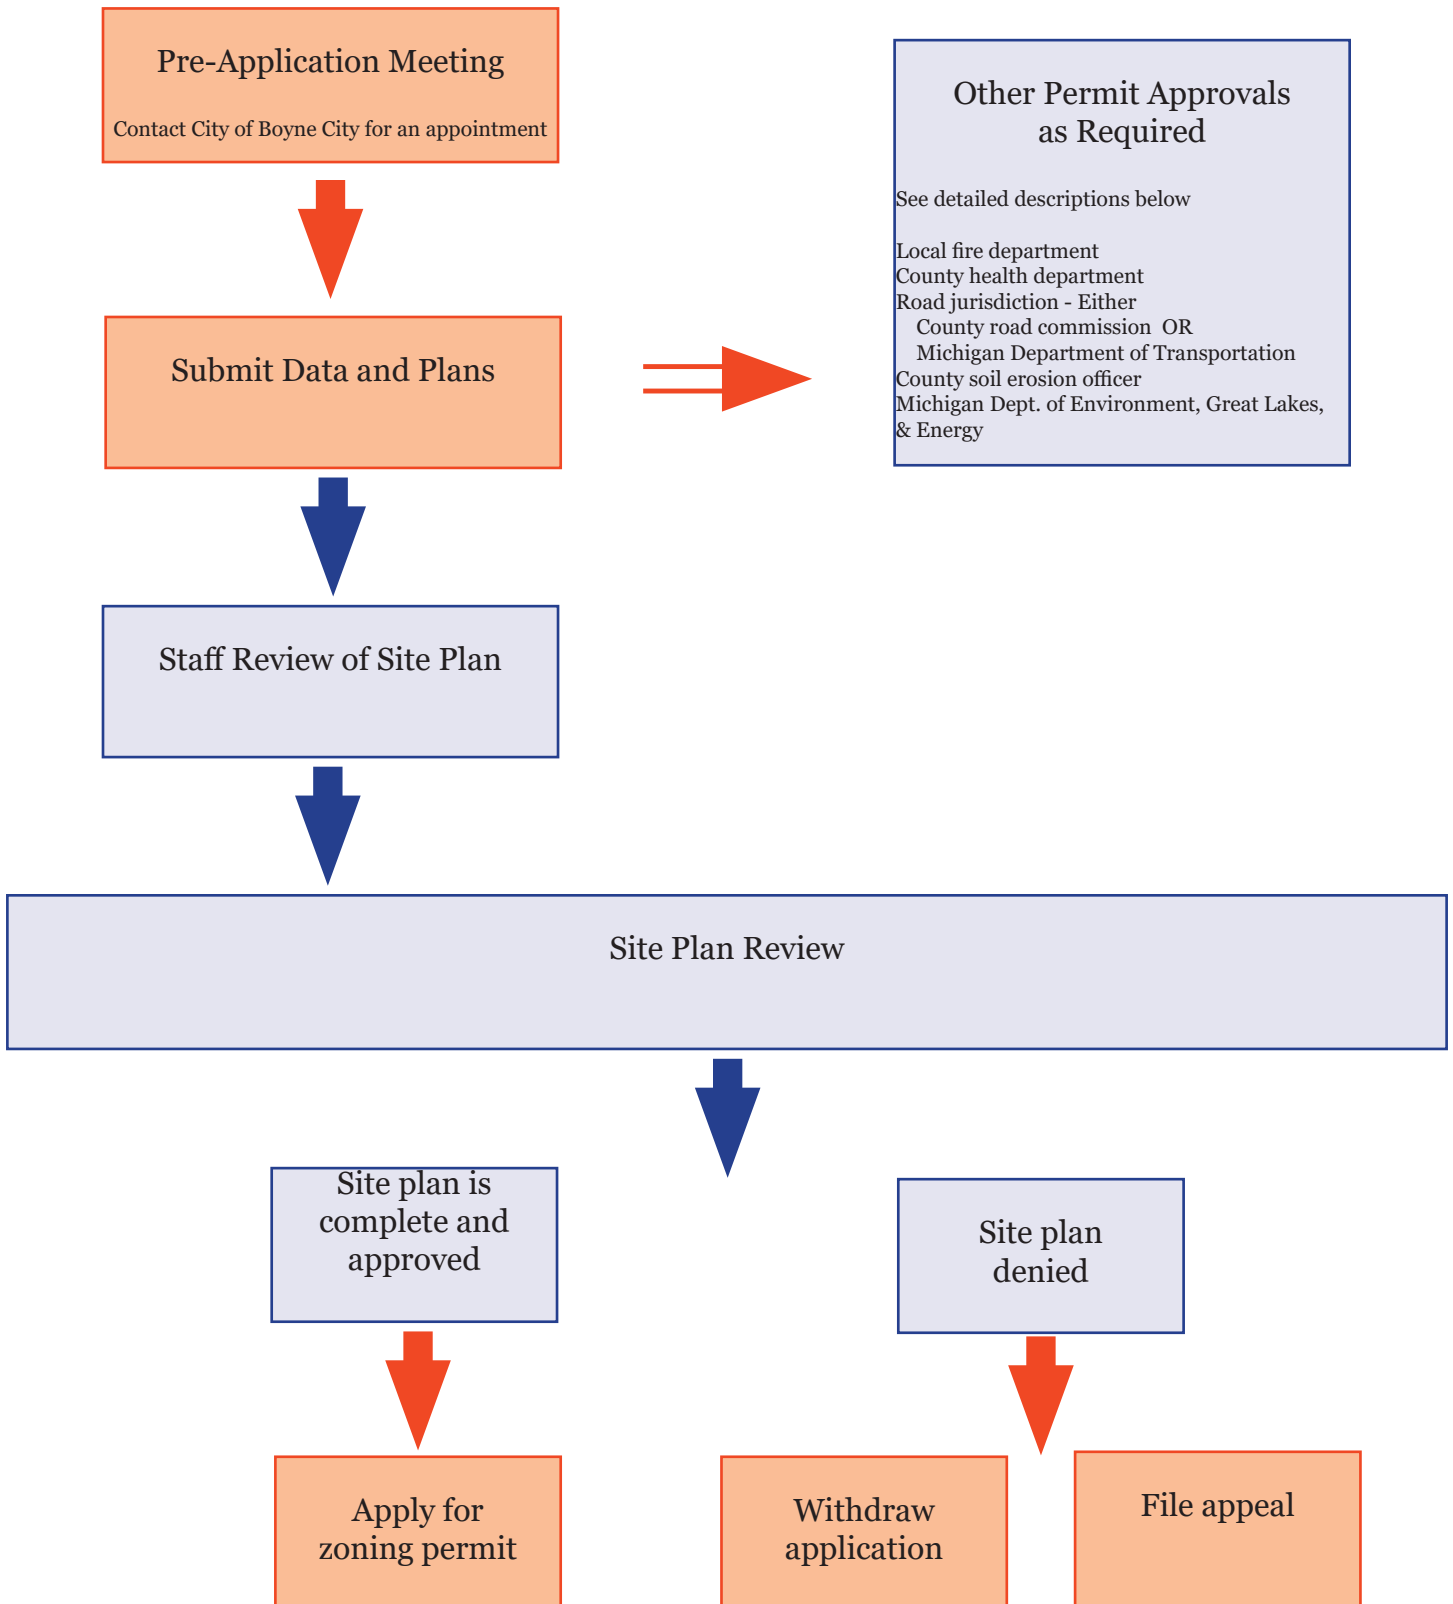 Pre-Application Meeting
Contact City of Boyne City for an appointment
Other Permit Approvals
as Required
See detailed descriptions below
Local fire department
County health department
Road jurisdiction - Either
County road commission  OR
Michigan Department of Transportation
County soil erosion officer
Michigan Dept. of Environment, Great Lakes,
& Energy
Submit Data and Plans
Staff Review of Site Plan
Site Plan Review
Site plan is
complete and
approved
Site plan
denied
Apply for
zoning permit
Withdraw
application
File appeal